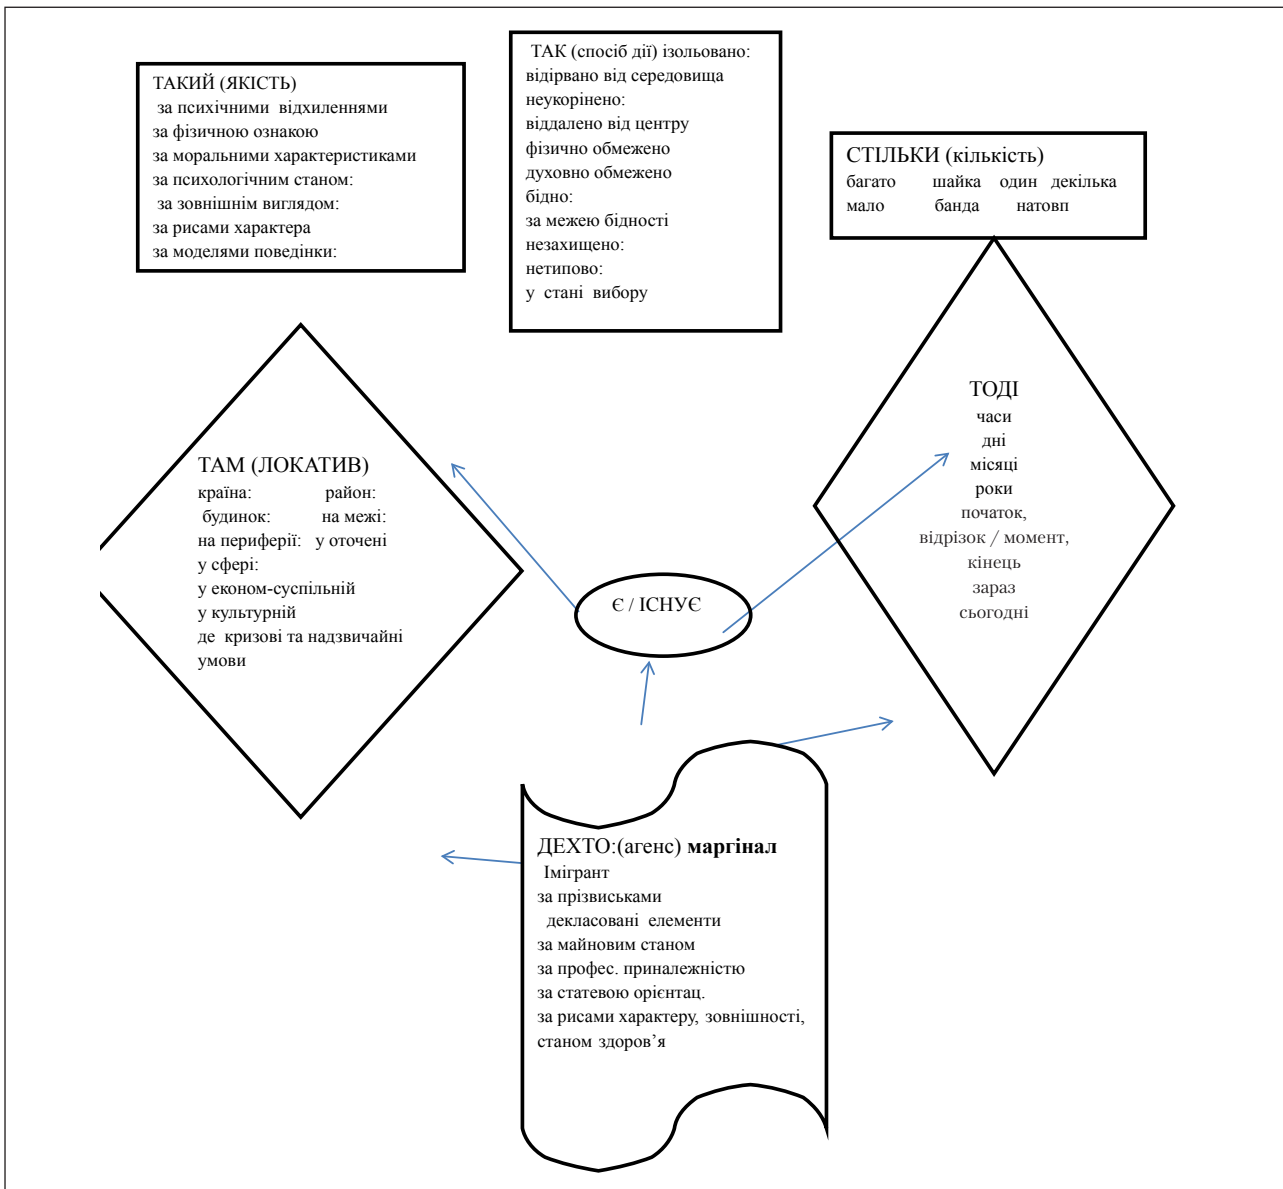 ТАКИЙ (ЯКІСТЬ)
за психічними відхиленнями
за фізичною ознакою
за моральними характеристиками
за психологічним станом:
за зовнішнім виглядом:
за рисами характера
за моделями поведінки:
ТАК (спосіб дії) ізольовано:
відірвано від середовища
неукорінено:
віддалено від центру
фізично обмежено
духовно обмежено
бідно:
за межею бідності
незахищено:
нетипово:
у стані вибору
СТІЛЬКИ (кількість)
багато шайка один декілька
мало банда натовп
ТОДІ
часи
дні
місяці
роки
початок,
відрізок / момент,
кінець
зараз
сьогодні
ТАМ (ЛОКАТИВ)
країна: район:
будинок: на межі:
на периферії: у оточені
у сфері:
у економ-суспільній
у культурній
де кризові та надзвичайні
умови
Є / ІСНУЄ
ДЕХТО:(агенс) маргінал
Імігрант
за прізвиськами
декласовані елементи
за майновим станом
за профес. приналежністю
за статевою орієнтац.
за рисами характеру, зовнішності,
станом здоров’я